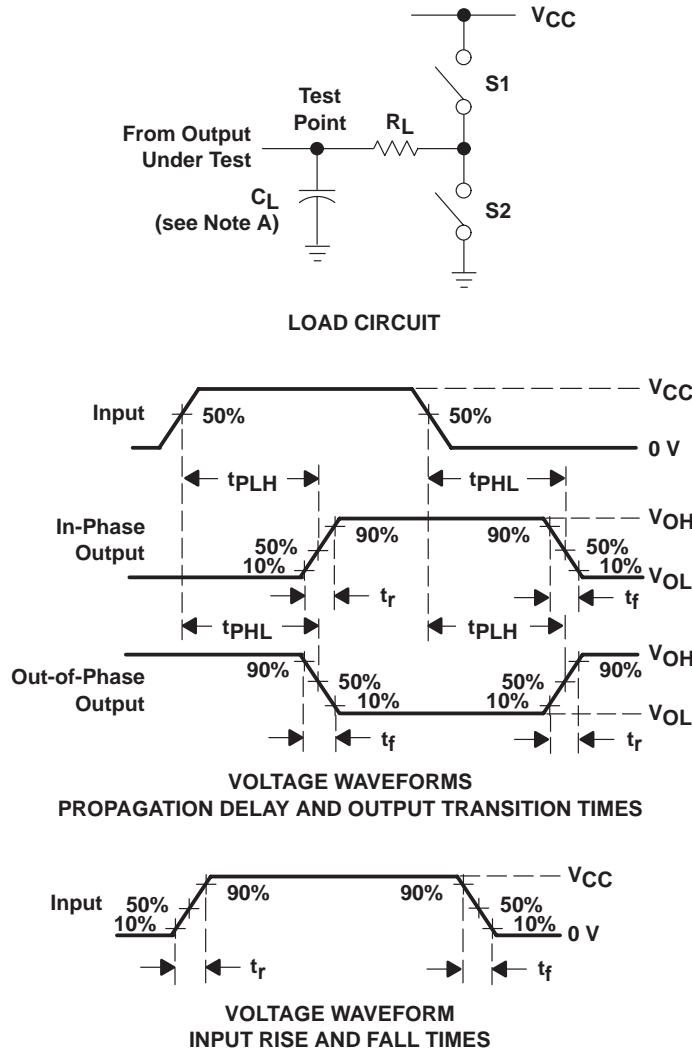 VCC
S1
Test
Point
RL
From Output
Under Test
CL
(see Note A)
S2
LOAD CIRCUIT
VCC
Input
50%
50%
0 V
tPLH
tPHL
In-Phase
Output
VOH
90%
90%
50%
50%
10%
10%
VOL
tr
tf
tPHL
tPLH
Out-of-Phase
Output
VOH
90%
90%
50%
50%
10%
10%
VOL
tf
tr
VOLTAGE WAVEFORMS
PROPAGATION DELAY AND OUTPUT TRANSITION TIMES
VCC
Input
50%
90%
90%
50%
10%
10%
0 V
tr
tf
VOLTAGE WAVEFORM
INPUT RISE AND FALL TIMES